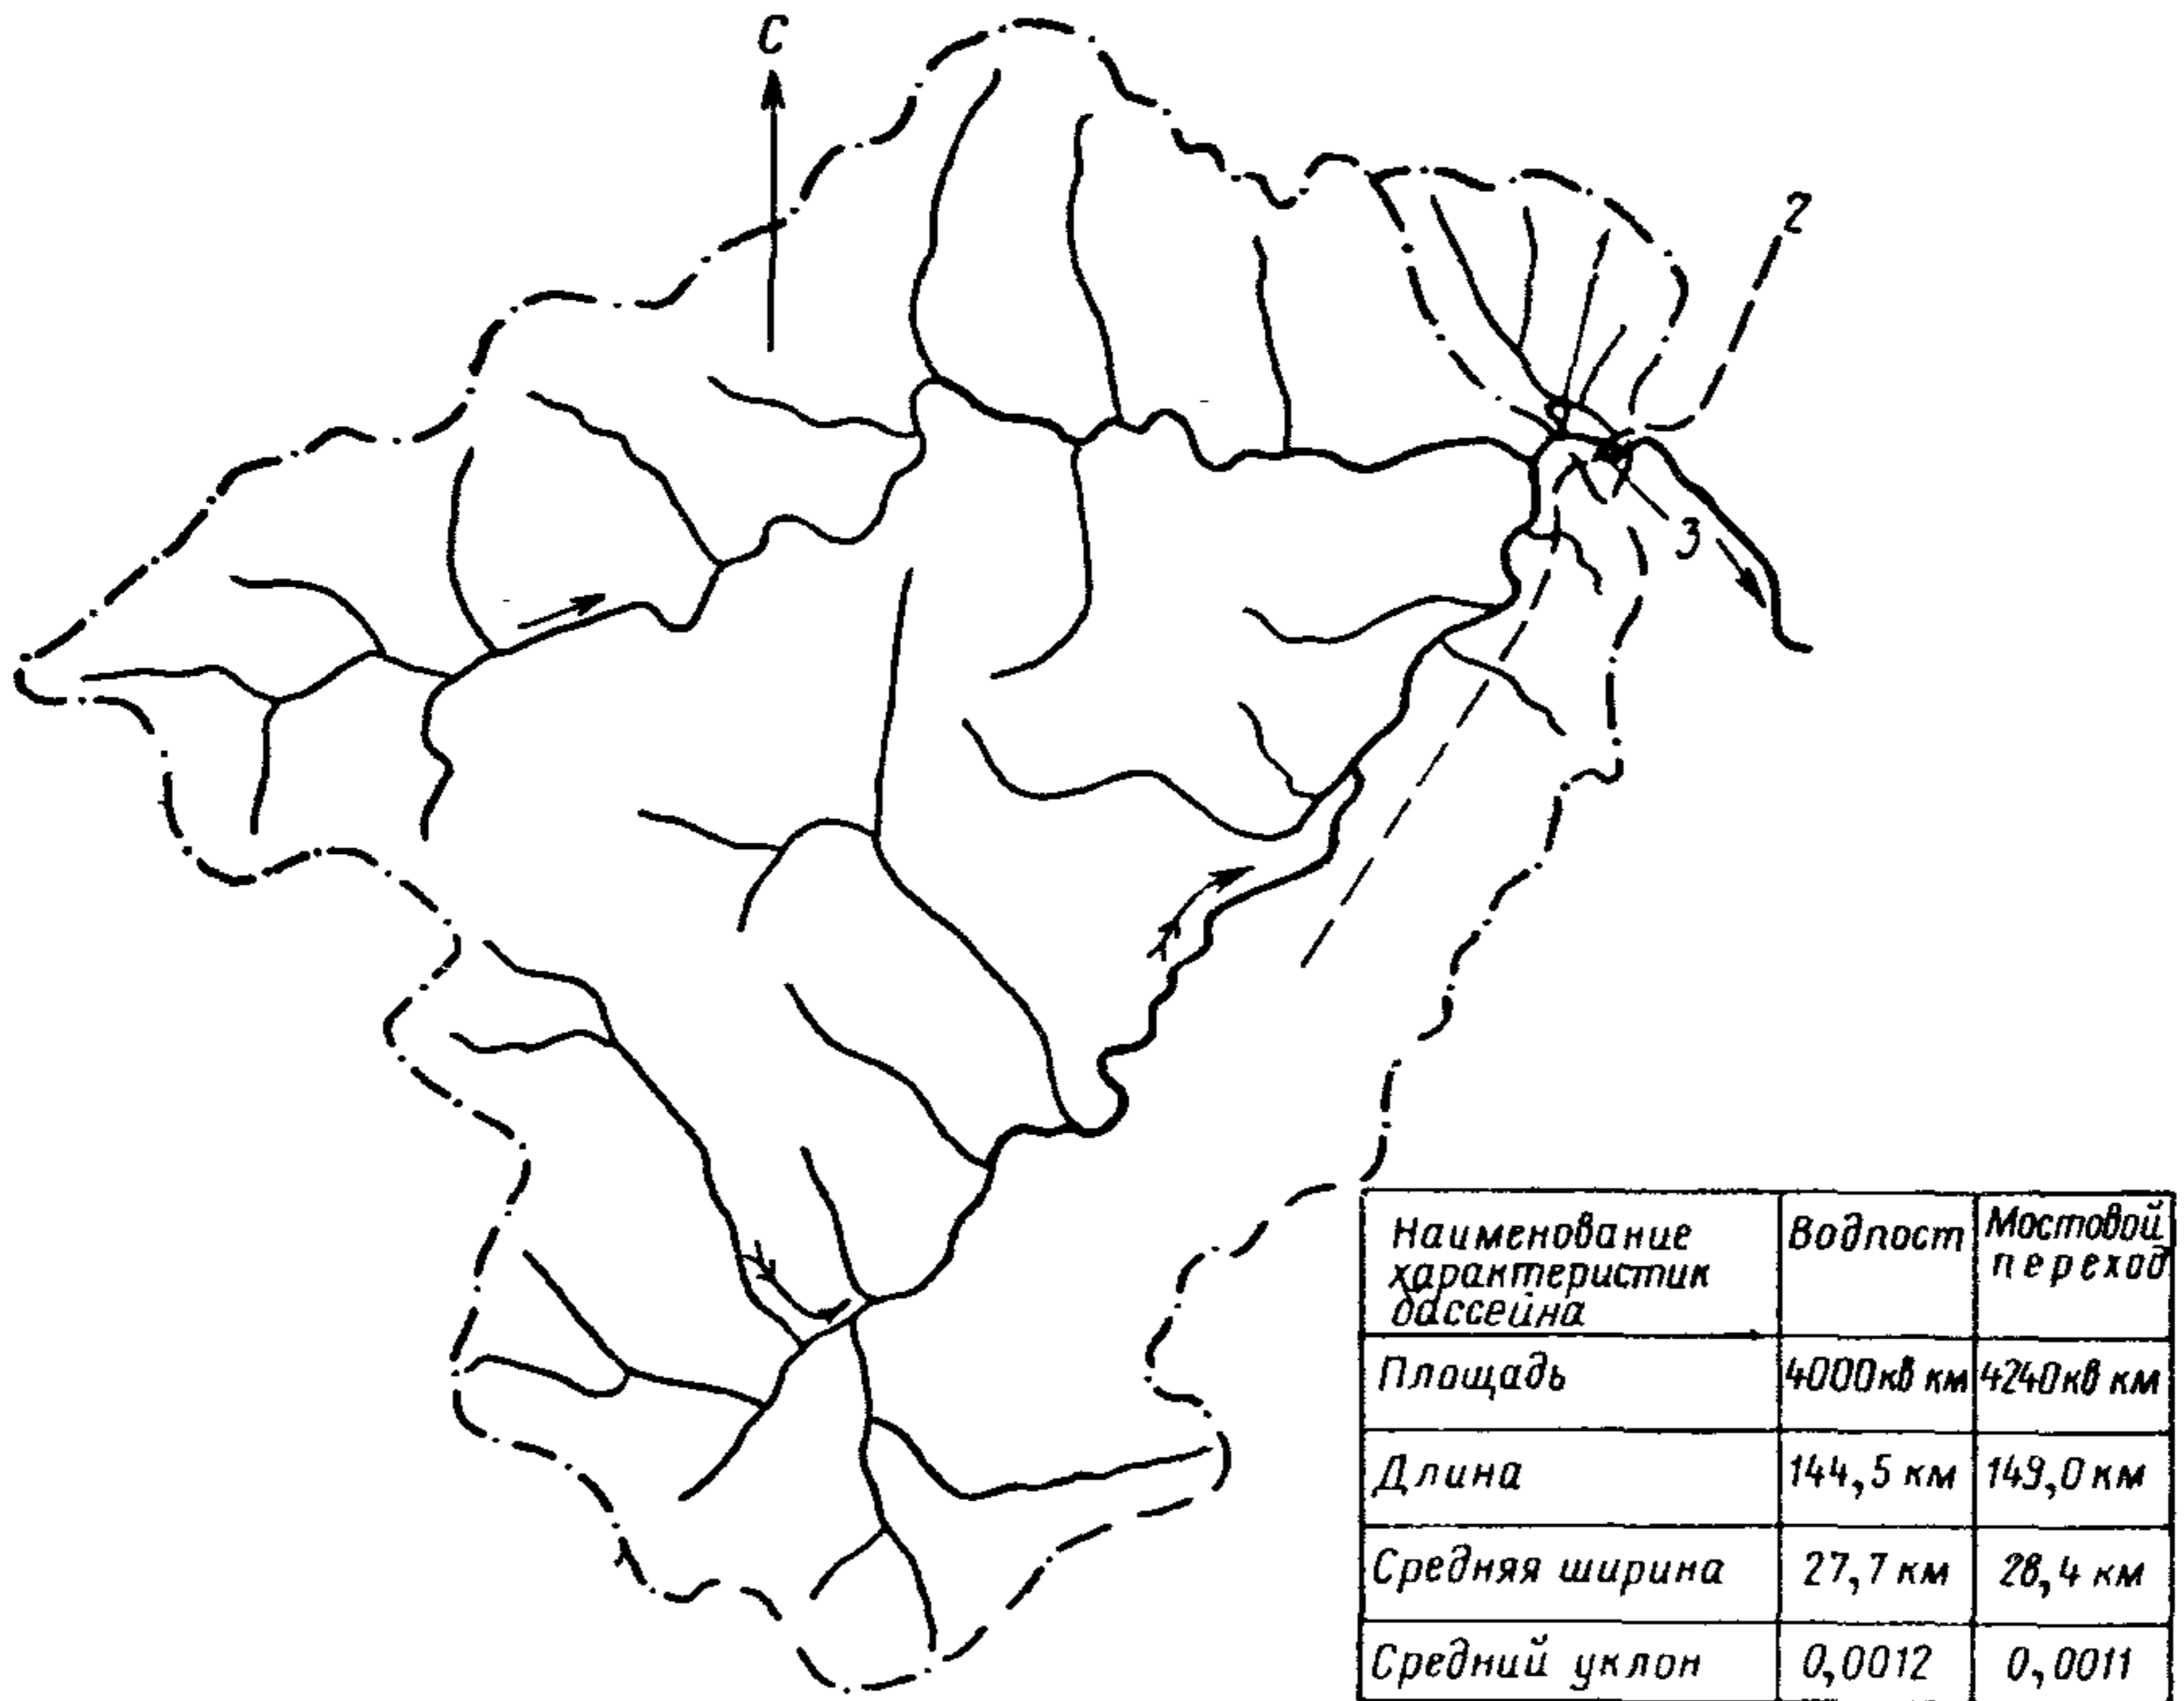 С
2
3
Наименование характеристик бассейна
Водпост
Мостовой переход
Площадь
4000кв км
4240кв км
Длина
144,5 км
149,0 км
Средняя ширина
27,7 км
28,4 км
Средний уклон
0,0012
0,0011